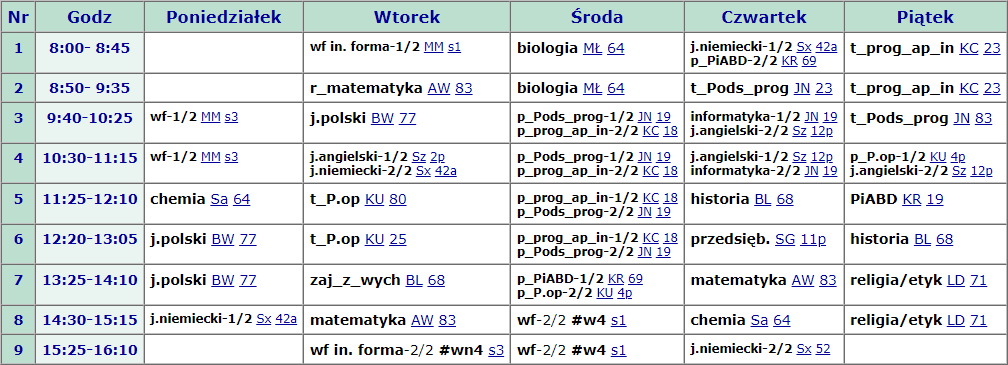 Nr Godz Poniedziałek Wtorek Środa Czwartek Piątek
1 8:00- 8:45 wf in. forma-1/2 MM s1 biologia MŁ 64 j.niemiecki-1/2 Sx 42a t_prog_ap_in KC 23
p_PiABD-2/2 KR 69
2 8:50- 9:35 r_matematyka AW 83 biologia MŁ 64 t_Pods_prog JN 23 t_prog_ap_in KC 23
3 9:40-10:25 wf-1/2 MM s3 j.polski BW 77 p_Pods_prog-1/2 JN 19 informatyka-1/2 JN 19 t_Pods_prog JN 83
p_prog_ap_in-2/2 KC 18 j.angielski-2/2 Sz 12p
4 10:30-11:15 wf-1/2 MM s3 j.angielski-1/2 Sz 2p p_Pods_prog-1/2 JN 19 j.angielski-1/2 Sz 12p p_P.op-1/2 KU 4p
j.niemiecki-2/2 Sx 42a p_prog_ap_in-2/2 KC 18 informatyka-2/2 JN 19 j.angielski-2/2 Sz 12p
5 11:25-12:10 chemia Sa 64 t_P.op KU 80 p_prog_ap_in-1/2 KC 18 historia BL 68 PiABD KR 19
p_Pods_prog-2/2 JN 19
6 12:20-13:05 j.polski BW 77 t_P.op KU 25 p_prog_ap_in-1/2 KC 18 przedsięb. SG 11p historia BL 68
p_Pods_prog-2/2 JN 19
7 13:25-14:10 j.polski BW 77 zaj_z_wych BL 68 p_PiABD-1/2 KR 69 matematyka AW 83 religia/etyk LD 71
p_P.op-2/2 KU 4p
8 14:30-15:15 j.niemiecki-1/2 Sx 42a matematyka AW 83 wf-2/2 #w4 s1 chemia Sa 64 religia/etyk LD 71
9 15:25-16:10 wf in. forma-2/2 #wn4 s3 wf-2/2 #w4 s1 j.niemiecki-2/2 Sx 52